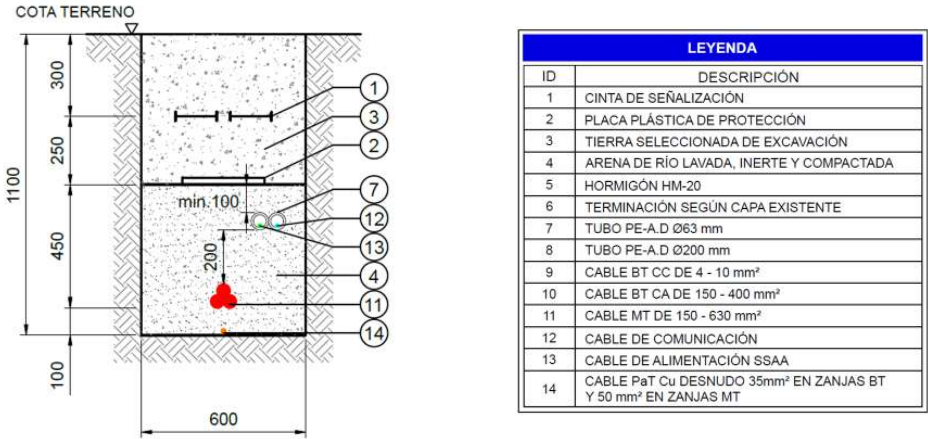 COTA TERRENO
300
250
1100
450
100
600
min.100
200
1
3
2
7
12
13
4
11
14
LEYENDA
ID DESCRIPCIÓN
1 CINTA DE SEÑALIZACIÓN
2 PLACA PLÁSTICA DE PROTECCIÓN
3 TIERRA SELECCIONADA DE EXCAVACIÓN
4 ARENA DE RÍO LAVADA, INERTE Y COMPACTADA
5 HORMIGÓN HM-20
6 TERMINACIÓN SEGÚN CAPA EXISTENTE
7 TUBO PE-A.D Ø63 mm
8 TUBO PE-A.D Ø200 mm
9 CABLE BT CC DE 4 - 10 mm²
10 CABLE BT CA DE 150 - 400 mm²
11 CABLE MT DE 150 - 630 mm²
12 CABLE DE COMUNICACIÓN
13 CABLE DE ALIMENTACIÓN SSAA
14 CABLE PaT Cu DESNUDO 35mm² EN ZANJAS BT
Y 50 mm² EN ZANJAS MT